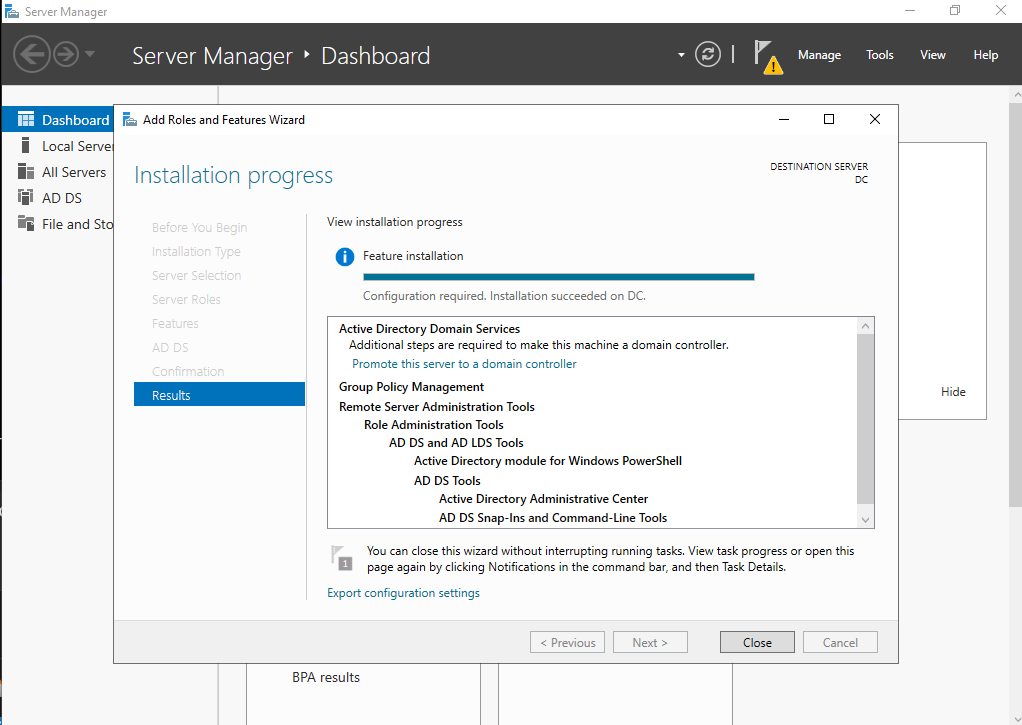 Server Manager
Server Manager ‣ Dashboard
Manage Tools View Help
Dashboard
Local Server
All Servers
AD DS
File and Sto
Add Roles and Features Wizard
Installation progress
DESTINATION SERVER
DC
Before You Begin
Installation Type
Server Selection
Server Roles
Features
AD DS
Confirmation
Results
View installation progress
Feature installation
Configuration required. Installation succeeded on DC.
Active Directory Domain Services
Additional steps are required to make this machine a domain controller.
Promote this server to a domain controller
Group Policy Management
Remote Server Administration Tools
Role Administration Tools
AD DS and AD LDS Tools
Active Directory module for Windows PowerShell
AD DS Tools
Active Directory Administrative Center
AD DS Snap-Ins and Command-Line Tools
1
You can close this wizard without interrupting running tasks. View task progress or open this
page again by clicking Notifications in the command bar, and then Task Details.
Export configuration settings
< Previous Next > Close Cancel
Hide
BPA results